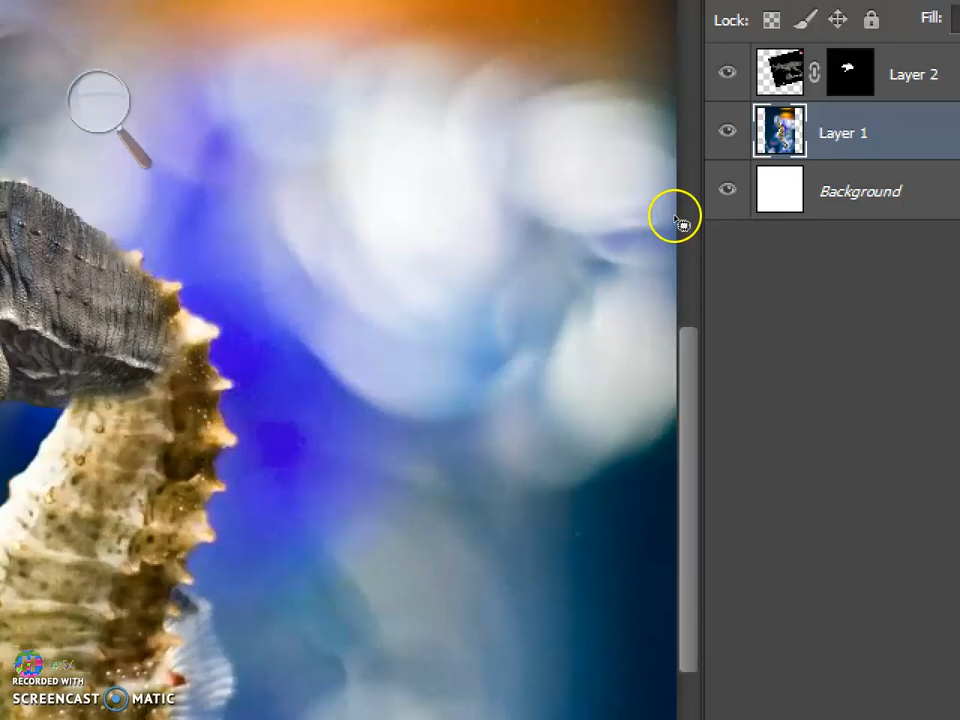 Lock:
Fill:
Layer 2
Layer 1
Background
RECORDED WITH
SCREENCAST MATIC